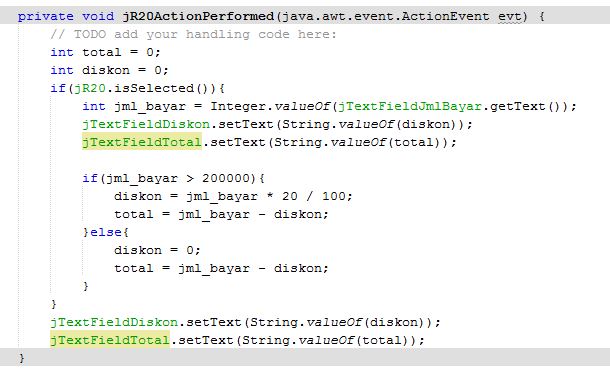 private void jR20ActionPerformed(java.awt.event.ActionEvent evt) {
    // TODO add your handling code here:
    int total = 0;
    int diskon = 0;
    if(jR20.isSelected()){
        int jml_bayar = Integer.valueOf(jTextFieldJmlBayar.getText());
        jTextFieldDiskon.setText(String.valueOf(diskon));
        jTextFieldTotal.setText(String.valueOf(total));

        if(jml_bayar > 200000){
            diskon = jml_bayar * 20 / 100;
            total = jml_bayar - diskon;
        }else{
            diskon = 0;
            total = jml_bayar - diskon;
        }
    }
    jTextFieldDiskon.setText(String.valueOf(diskon));
    jTextFieldTotal.setText(String.valueOf(total));
}